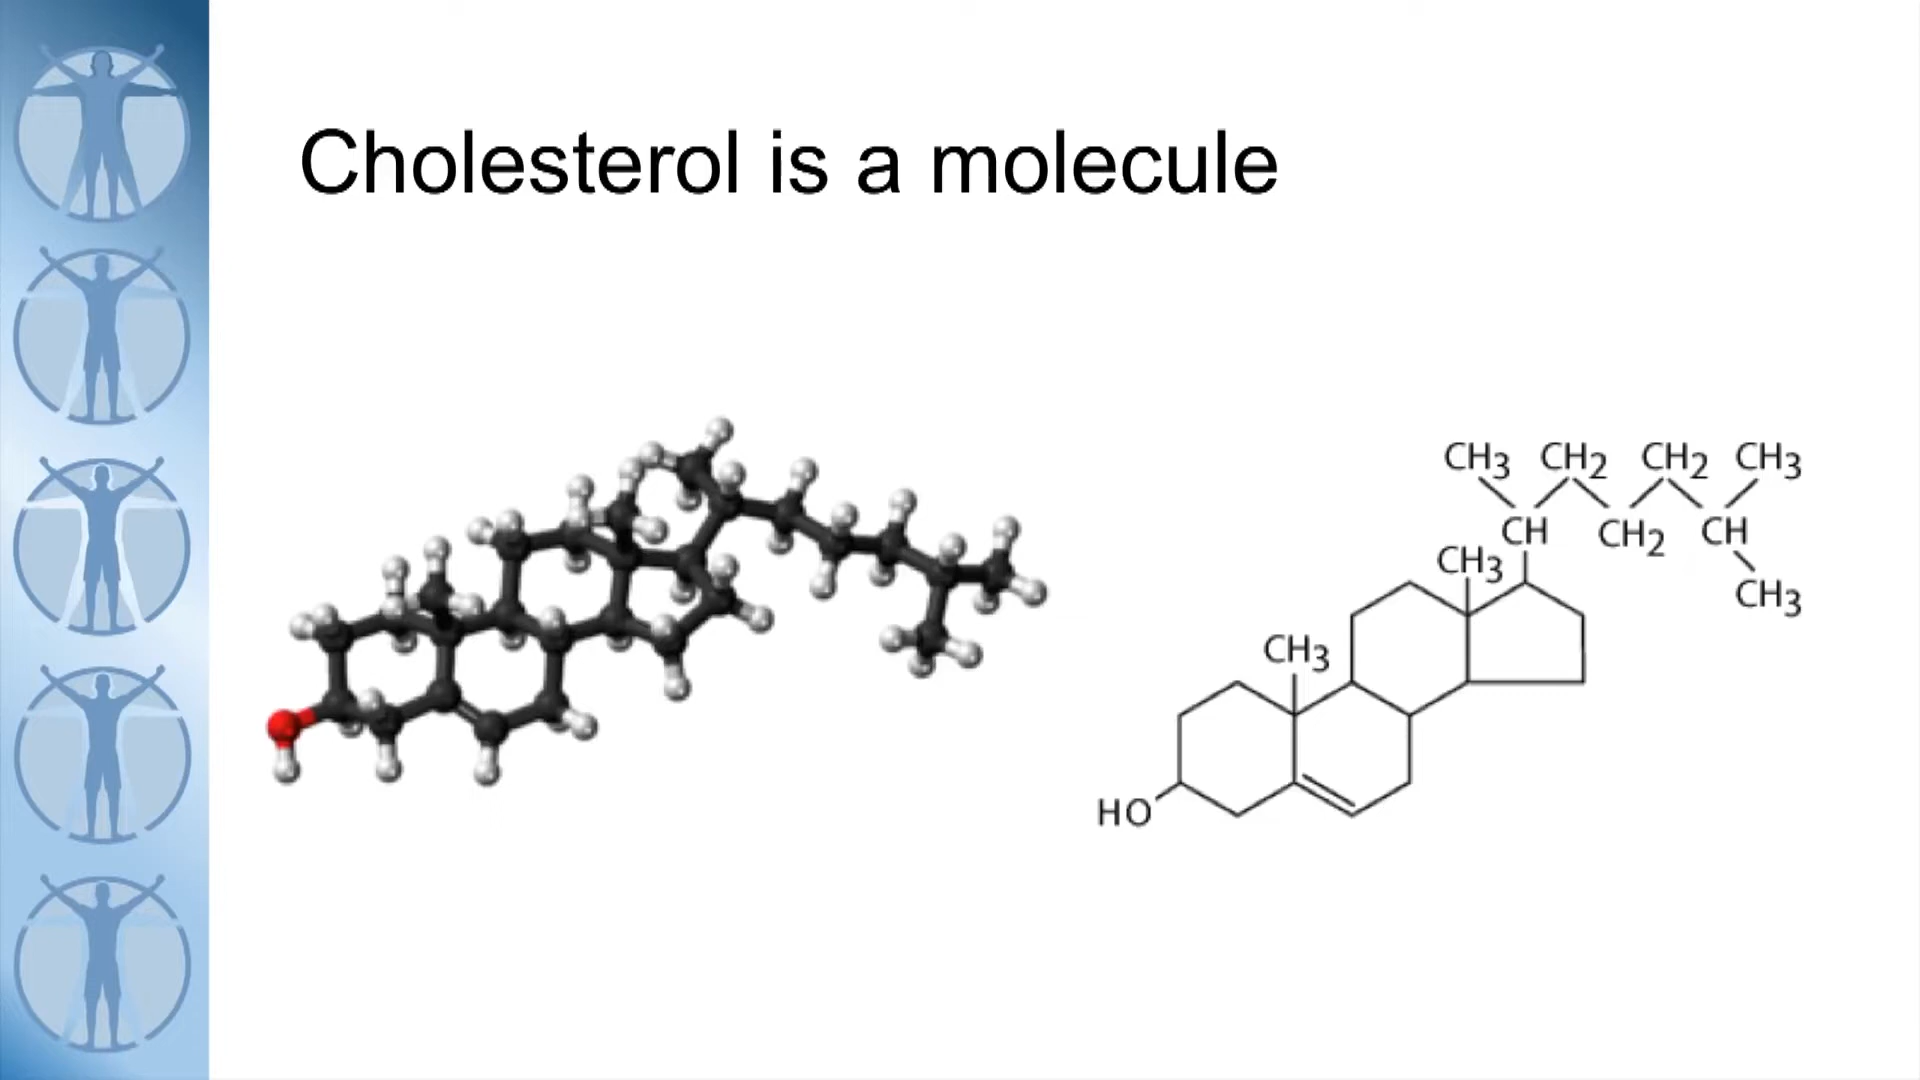 Cholesterol is a molecule
CH3 CH2 CH2 CH3
CH CH2 CH
CH3
CH3
CH3
HO